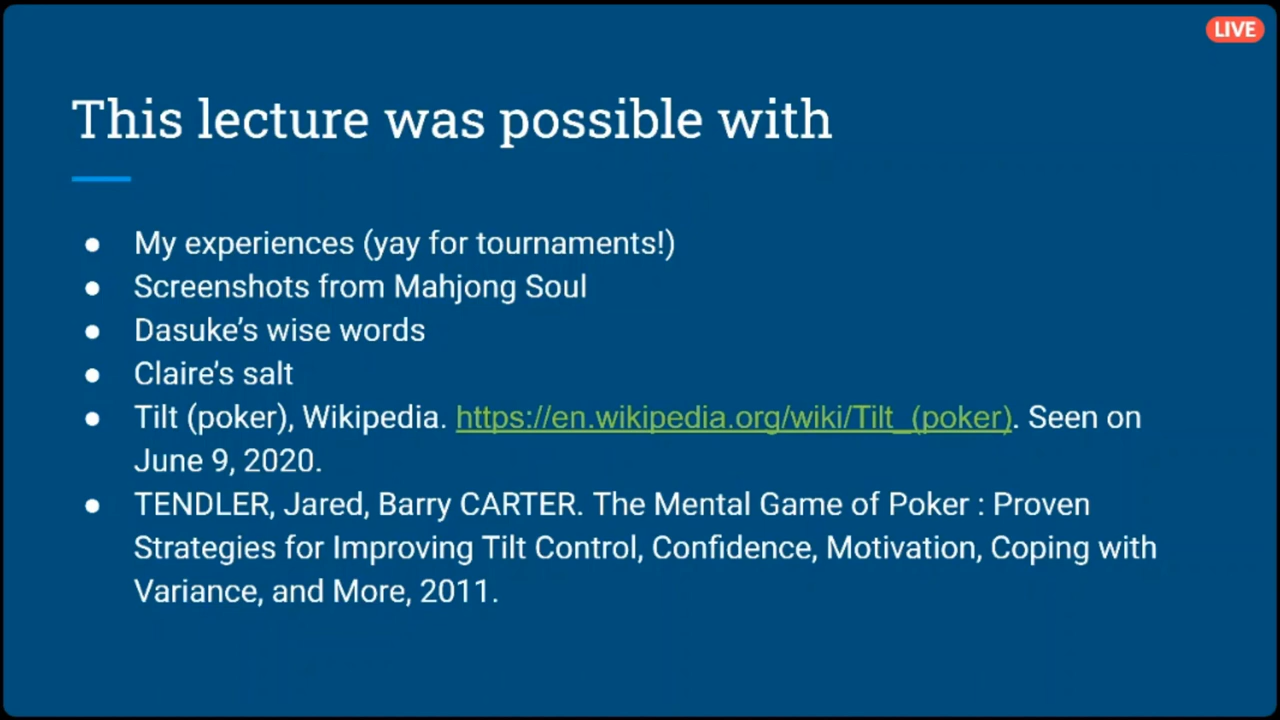 LIVE
This lecture was possible with
● My experiences (yay for tournaments!)
● Screenshots from Mahjong Soul
● Dasuke’s wise words
● Claire’s salt
● Tilt (poker), Wikipedia. https://en.wikipedia.org/wiki/Tilt_(poker). Seen on
June 9, 2020.
● TENDLER, Jared, Barry CARTER. The Mental Game of Poker : Proven
Strategies for Improving Tilt Control, Confidence, Motivation, Coping with
Variance, and More, 2011.